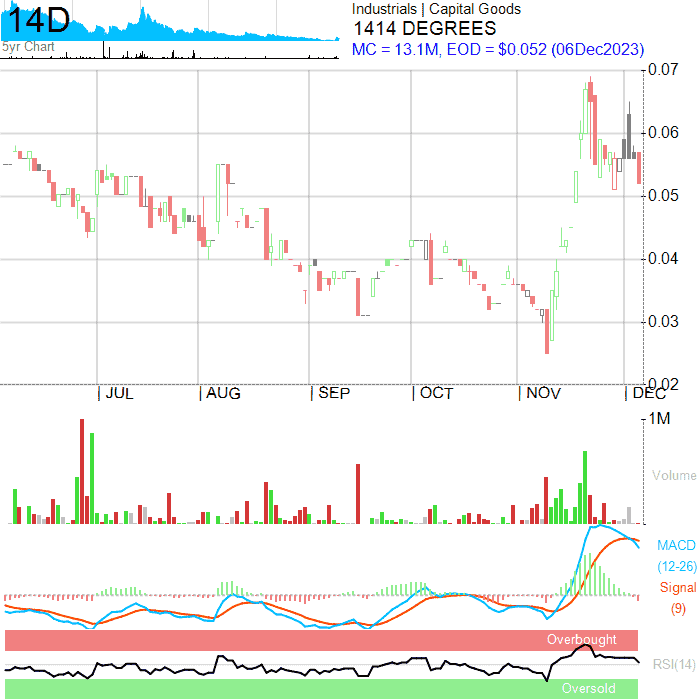 14D
5yr Chart
Industrials | Capital Goods
1414 DEGREES
MC = 13.1M, EOD = $0.052 (06Dec2023)
0.07
0.06
0.05
0.04
0.03
0.02
JUL
AUG
SEP
OCT
NOV
DEC
1M
Volume
MACD
(12-26)
Signal
(9)
Overbought
RSI(14)
Oversold